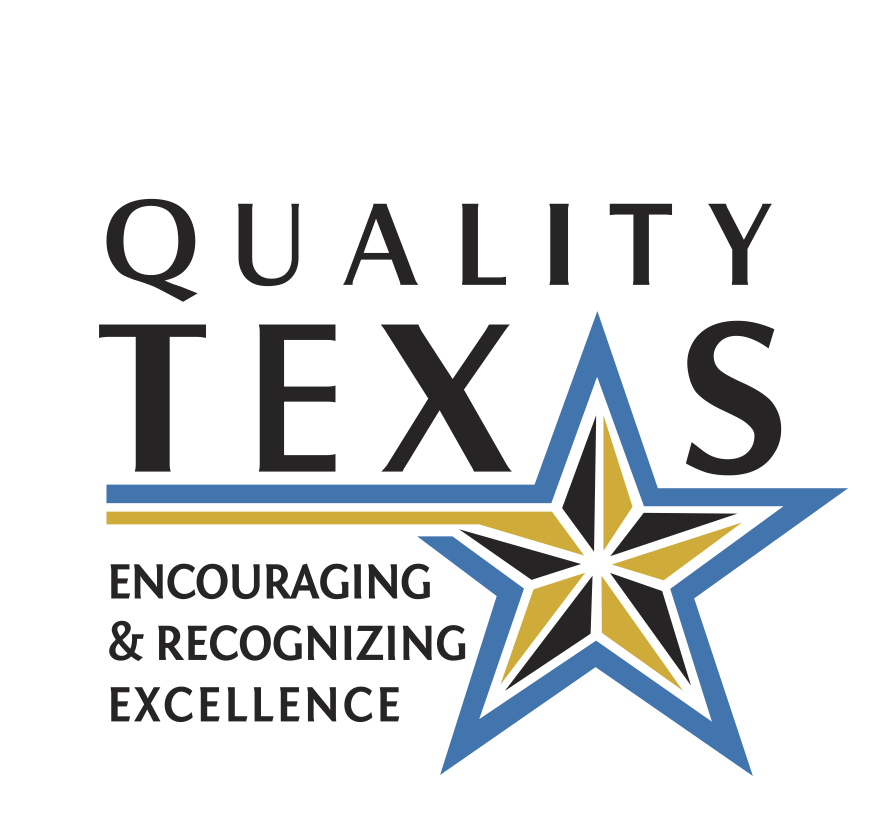 QUALITY
TEXAS
ENCOURAGING
& RECOGNIZING
EXCELLENCE